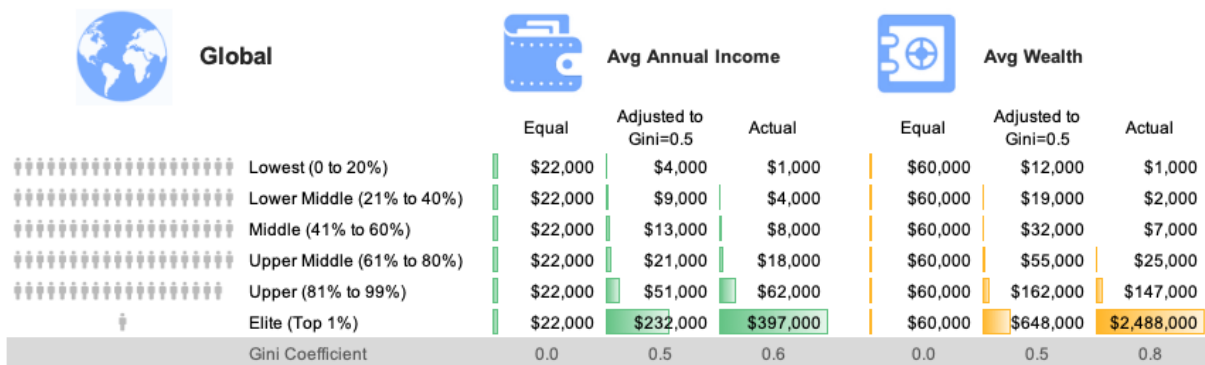 Global Avg Annual Income Avg Wealth
Equal Adjusted to Gini=0.5 Actual Equal Adjusted to Gini=0.5 Actual
Lowest (0 to 20%) $22,000 $4,000 $1,000 $60,000 $12,000 $1,000
Lower Middle (21% to 40%) $22,000 $9,000 $4,000 $60,000 $19,000 $2,000
Middle (41% to 60%) $22,000 $13,000 $8,000 $60,000 $32,000 $7,000
Upper Middle (61% to 80%) $22,000 $21,000 $18,000 $60,000 $55,000 $25,000
Upper (81% to 99%) $22,000 $51,000 $62,000 $60,000 $162,000 $147,000
Elite (Top 1%) $22,000 $232,000 $397,000 $60,000 $648,000 $2,488,000
Gini Coefficient 0.0 0.5 0.6 0.0 0.5 0.8